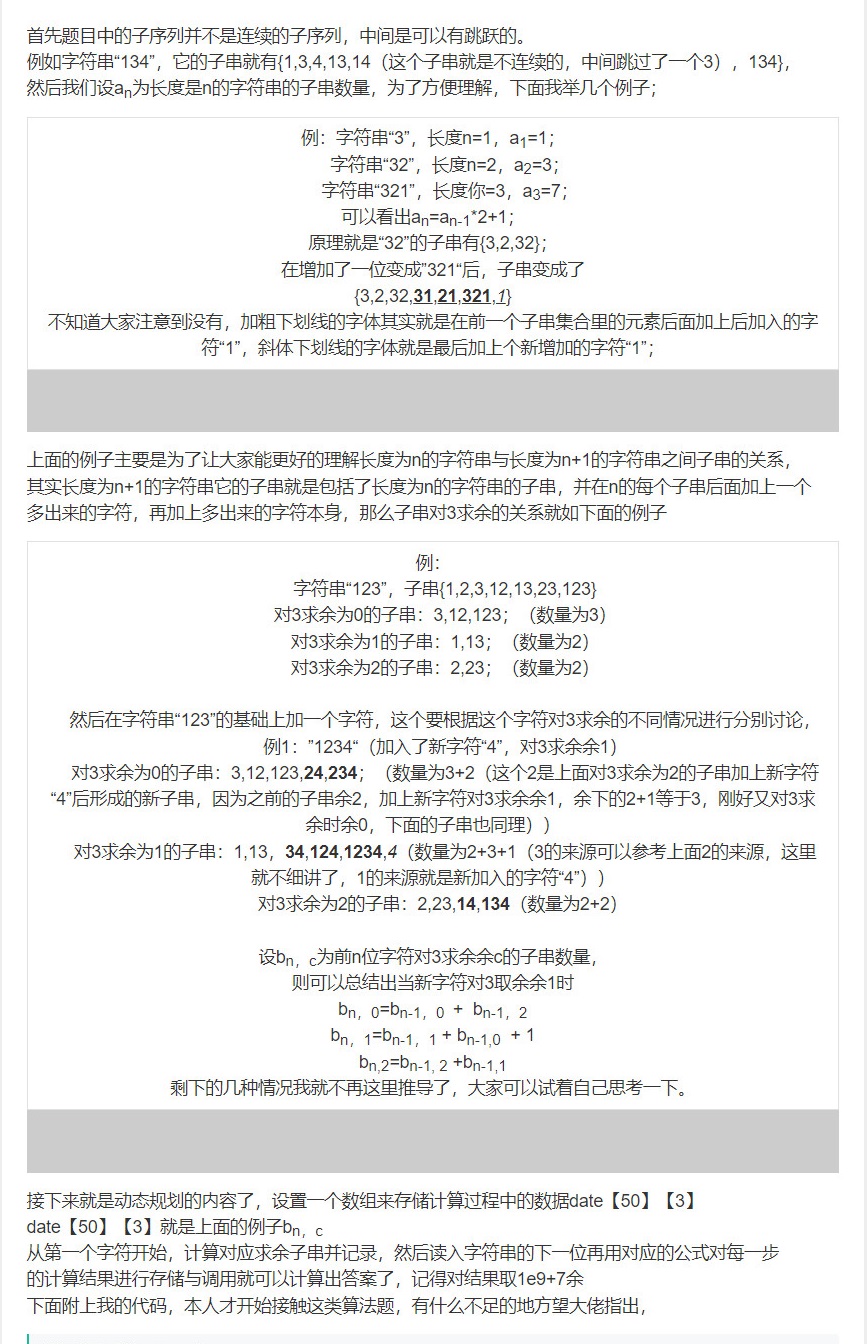 首先题目中的子序列并不是连续的子序列，中间是可以有跳跃的。
例如字符串“134”，它的子串就有{1,3,4,13,14（这个子串就是不连续的，中间跳过了一个3），134},
然后我们设an为长度是n的字符串的子串数量，为了方便理解，下面我举几个例子；
例：字符串“3”，长度n=1，a1=1；
字符串“32”，长度n=2，a2=3；
字符串“321”，长度你=3，a3=7；
可以看出an=an-1*2+1；
原理就是“32”的子串有{3,2,32}；
在增加了一位变成”321“后，子串变成了
{3,2,32,31,21,321,1}
不知道大家注意到没有，加粗下划线的字体其实就是在前一个子串集合里的元素后面加上后加入的字
符“1”，斜体下划线的字体就是最后加上个新增加的字符“1”；
上面的例子主要是为了让大家能更好的理解长度为n的字符串与长度为n+1的字符串之间子串的关系，
其实长度为n+1的字符串它的子串就是包括了长度为n的字符串的子串，并在n的每个子串后面加上一个
多出来的字符，再加上多出来的字符本身，那么子串对3求余的关系就如下面的例子
例：
字符串“123”，子串{1,2,3,12,13,23,123}
对3求余为0的子串：3,12,123；（数量为3）
对3求余为1的子串：1,13；（数量为2）
对3求余为2的子串：2,23；（数量为2）
然后在字符串“123”的基础上加一个字符，这个要根据这个字符对3求余的不同情况进行分别讨论，
例1：”1234“（加入了新字符“4”，对3求余余1）
对3求余为0的子串：3,12,123,24,234；（数量为3+2（这个2是上面对3求余为2的子串加上新字符
“4”后形成的新子串，因为之前的子串余2，加上新字符对3求余余1，余下的2+1等于3，刚好又对3求
余时余0，下面的子串也同理））
对3求余为1的子串：1,13，34,124,1234,4（数量为2+3+1（3的来源可以参考上面2的来源，这里
就不细讲了，1的来源就是新加入的字符“4”））
对3求余为2的子串：2,23,14,134（数量为2+2）
设bn，c为前n位字符对3求余余c的子串数量，
则可以总结出当新字符对3取余余1时
bn，0=bn-1，0 + bn-1，2
bn，1=bn-1，1 + bn-1,0 + 1
bn,2=bn-1, 2 +bn-1,1
剩下的几种情况我就不再这里推导了，大家可以试着自己思考一下。
接下来就是动态规划的内容了，设置一个数组来存储计算过程中的数据date【50】【3】
date【50】【3】就是上面的例子bn，c
从第一个字符开始，计算对应求余子串并记录，然后读入字符串的下一位再用对应的公式对每一步
的计算结果进行存储与调用就可以计算出答案了，记得对结果取1e9+7余
下面附上我的代码，本人才开始接触这类算法题，有什么不足的地方望大佬指出，